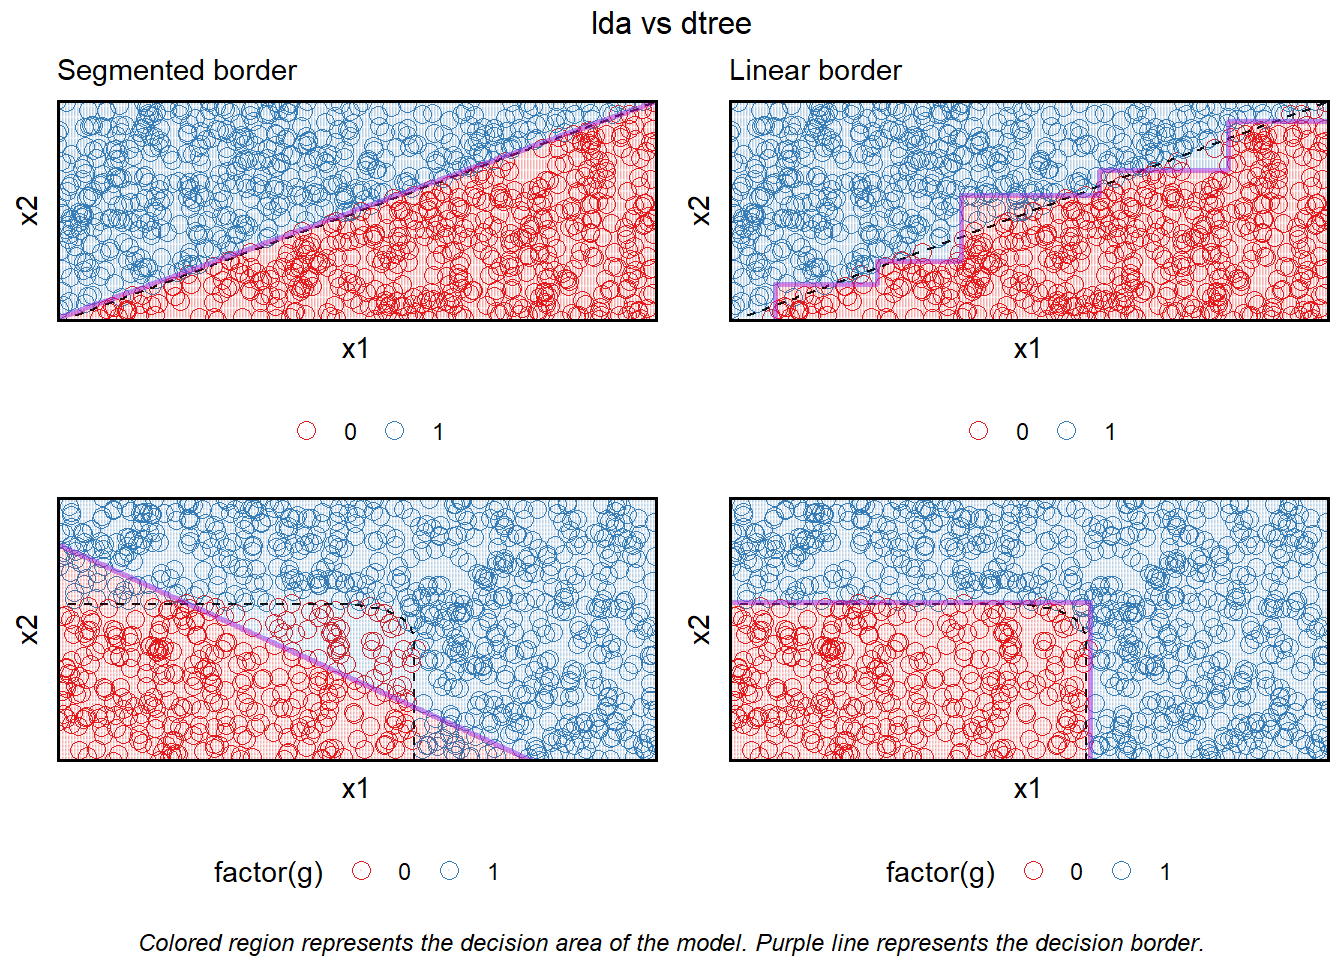 lda vs dtree
Segmented border
Linear border
x2
x2
x1
x1
0 1
0 1
x2
x2
x1
x1
factor(g) 0 1
factor(g) 0 1
Colored region represents the decision area of the model. Purple line represents the decision border.